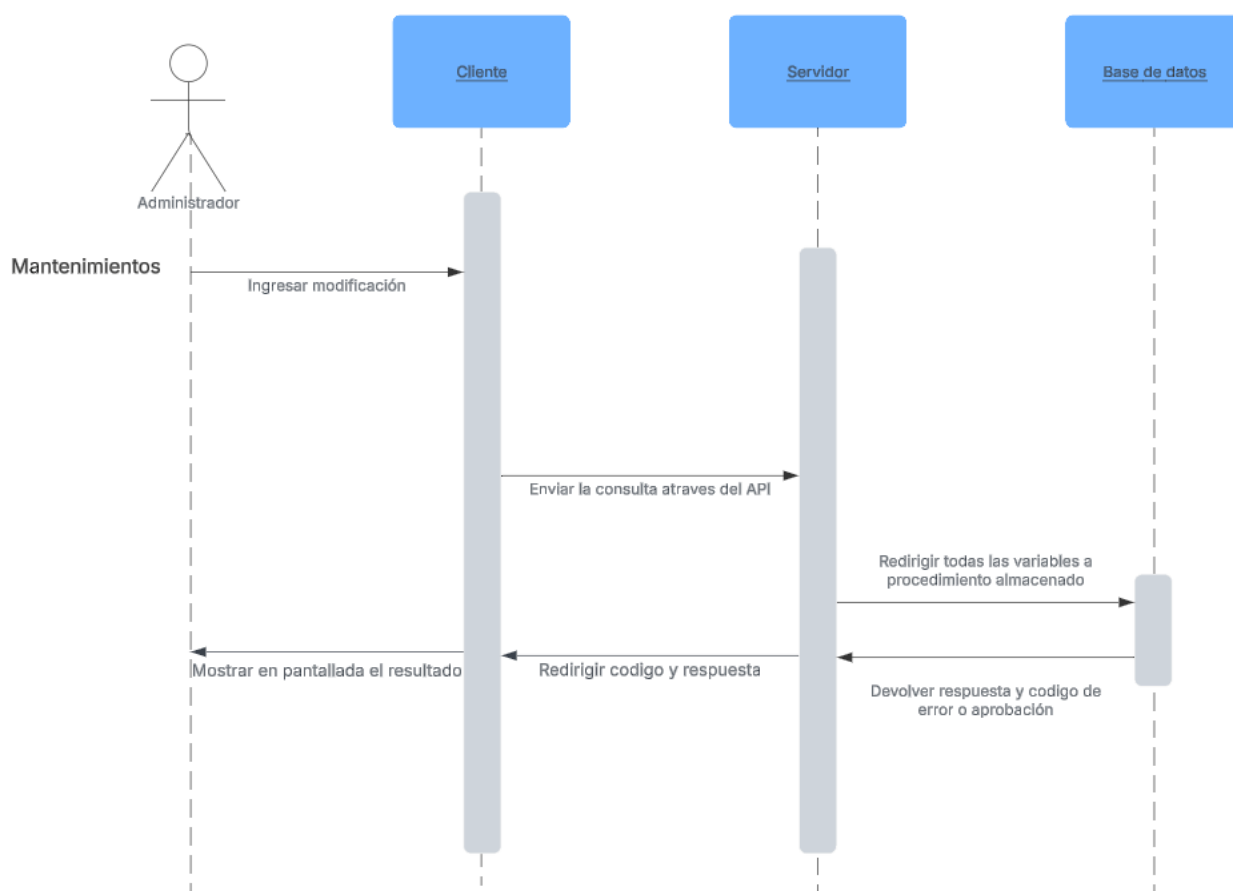 Cliente
Servidor
Base de datos
Administrador
Mantenimientos
Ingresar modificación
Enviar la consulta atraves del API
Redirigir todas las variables a
procedimiento almacenado
Mostrar en pantallada el resultado
Redirigir codigo y respuesta
Devolver respuesta y codigo de
error o aprobación